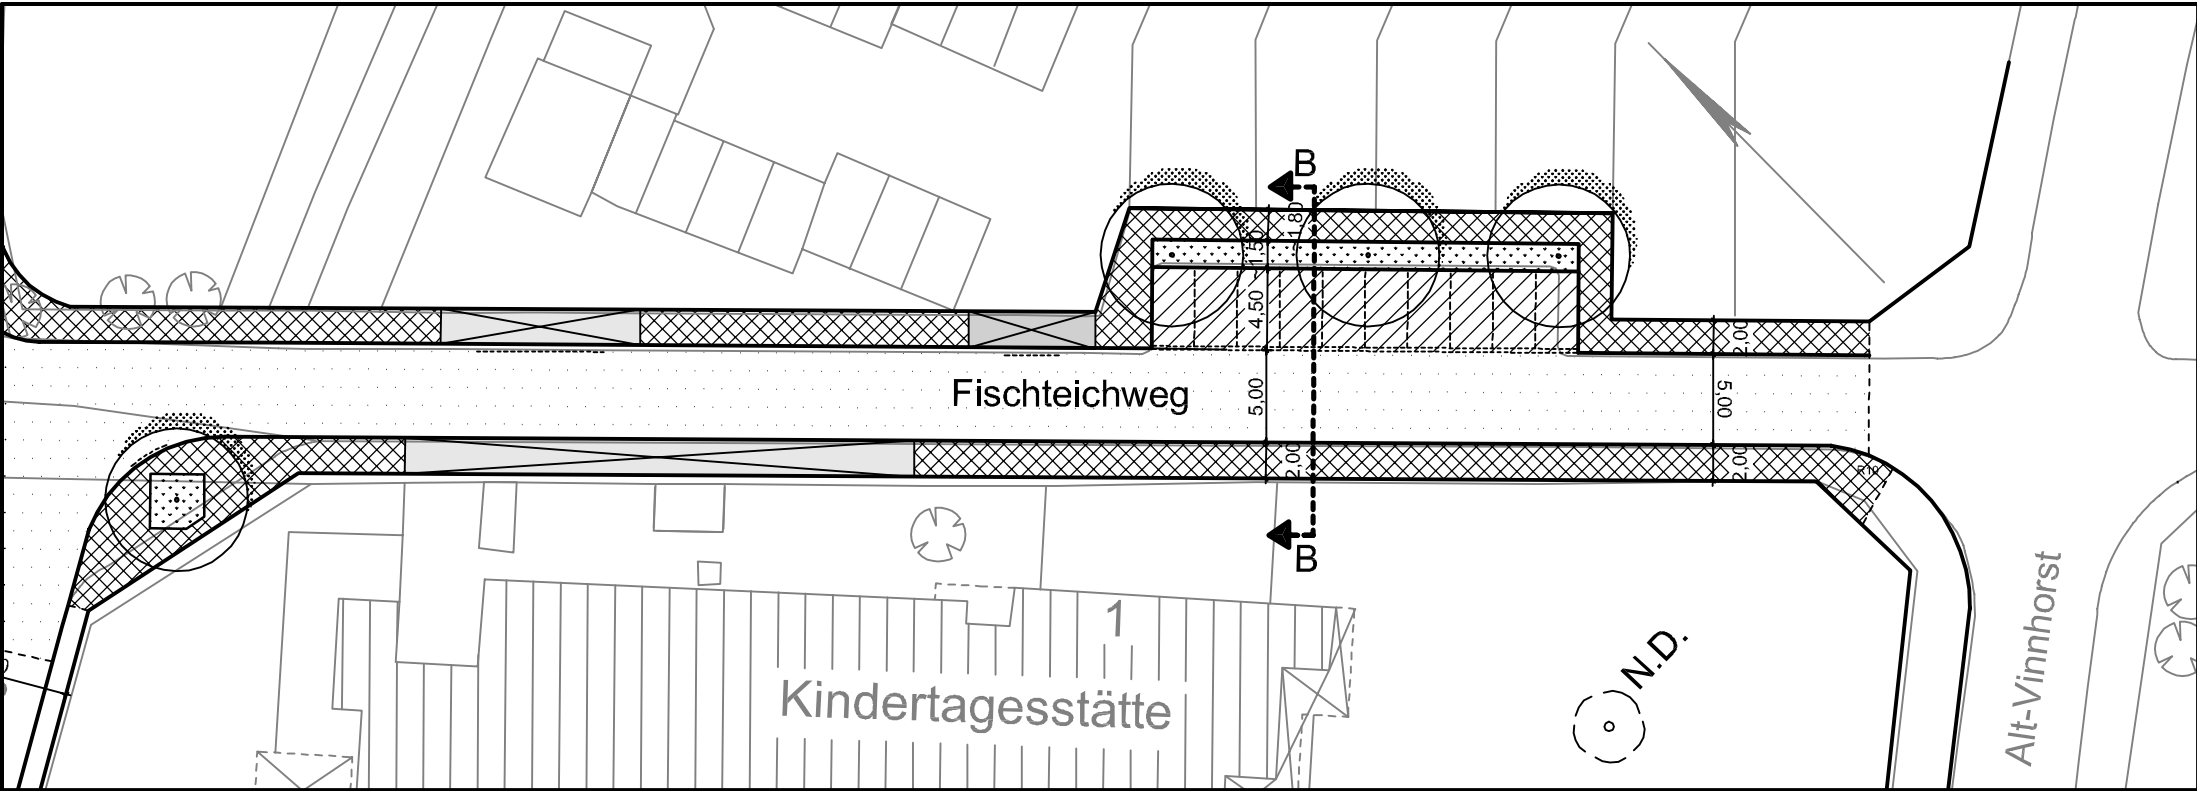 B
1,80
1,50
4,50
2,00
Fischteichweg
5,00
5,00
2,00
2,00
R10
B
1
Kindertagesstätte
N.D.
Alt-Vinnhorst